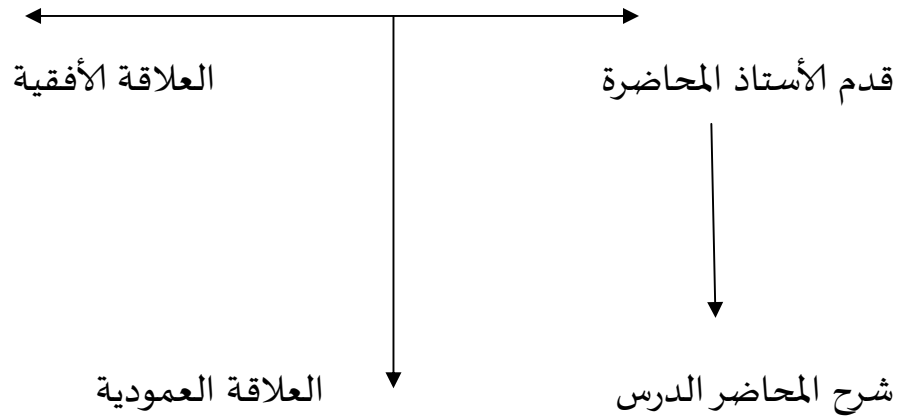 قدم الأستاذ المحاضرة
العلاقة الأفقية
شرح المحاضر الدرس
العلاقة العمودية